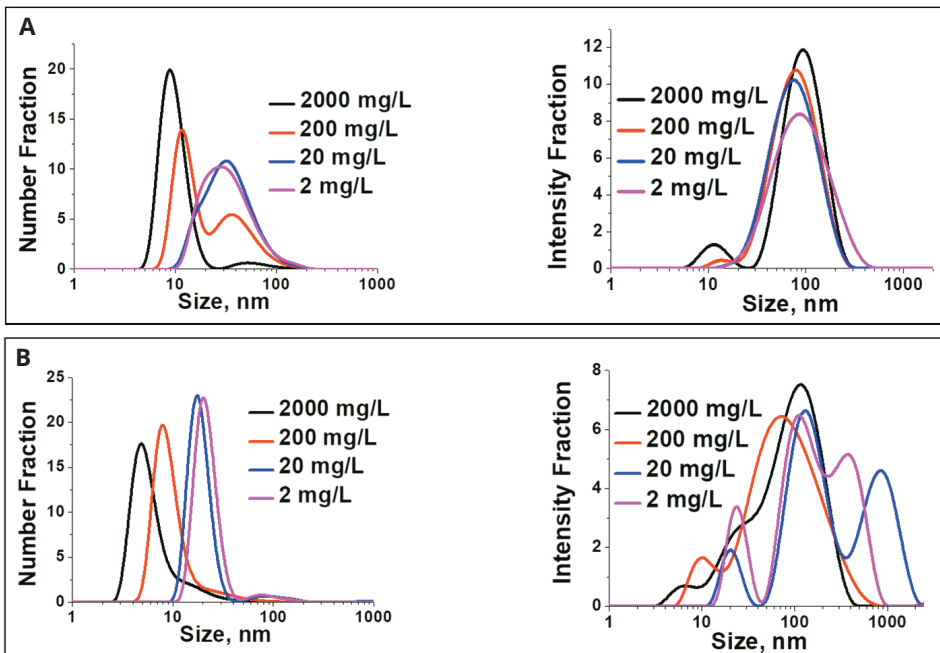 A
Number Fraction
20
15
10
5
0
1
10
100
1000
Size, nm
2000 mg/L
200 mg/L
20 mg/L
2 mg/L
Intensity Fraction
12
10
8
6
4
2
0
1
10
100
1000
Size, nm
2000 mg/L
200 mg/L
20 mg/L
2 mg/L
B
Number Fraction
25
20
15
10
5
0
1
10
100
1000
Size, nm
2000 mg/L
200 mg/L
20 mg/L
2 mg/L
Intensity Fraction
8
6
4
2
0
1
10
100
1000
Size, nm
2000 mg/L
200 mg/L
20 mg/L
2 mg/L